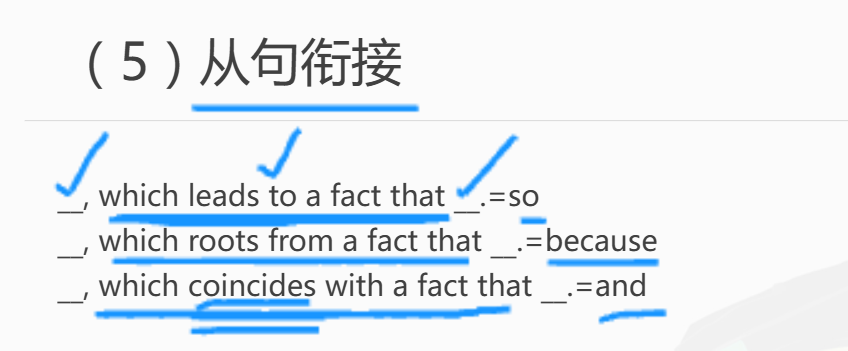 （5）从句衔接
__, which leads to a fact that __.=so
__, which roots from a fact that __.=because
__, which coincides with a fact that __.=and